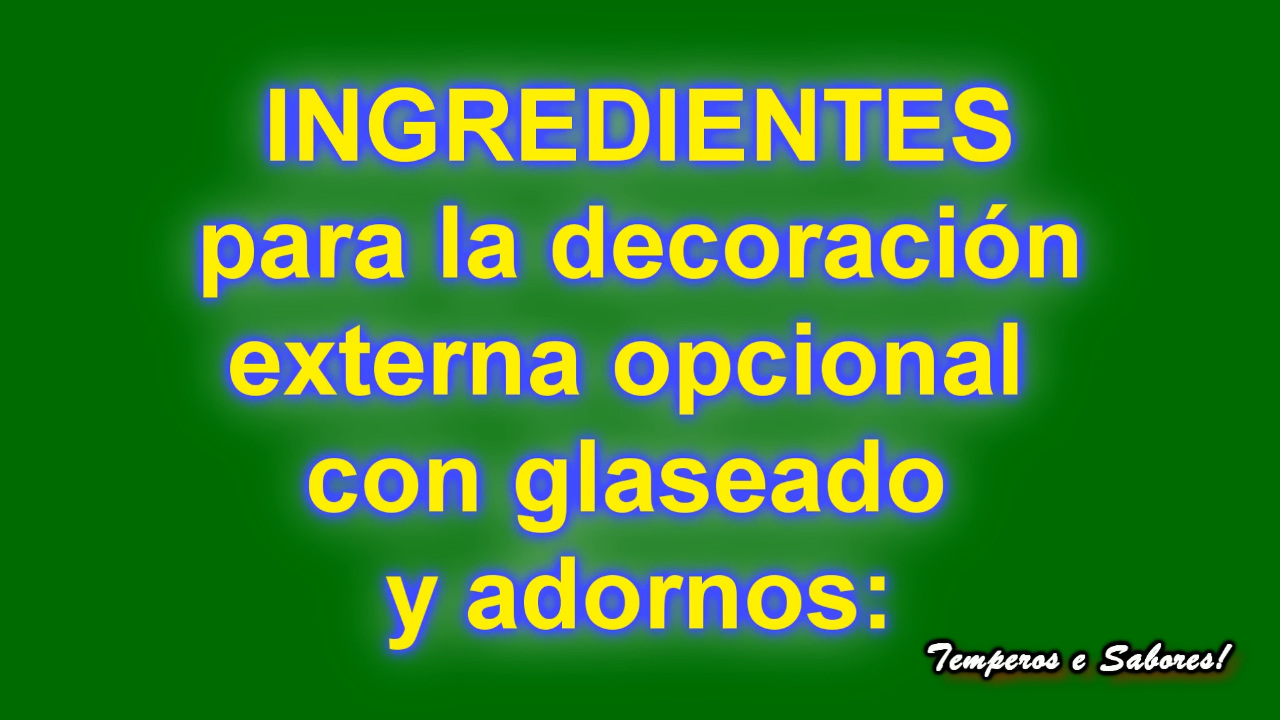 INGREDIENTES
para la decoración
externa opcional
con glaseado
y adornos:
Temperos e Sabores!